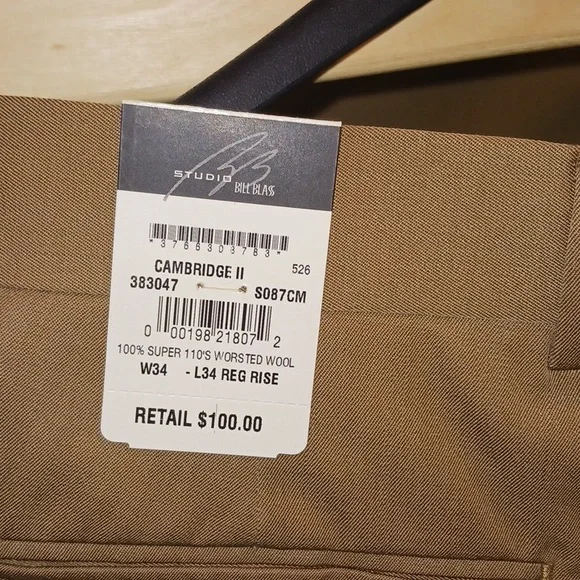 STUDIO
BILL BLASS
*3766303783*
CAMBRIDGE II 526
383047 S087CM
0 00198 21807 2
100% SUPER 110'S WORSTED WOOL
W34 - L34 REG RISE
RETAIL $100.00